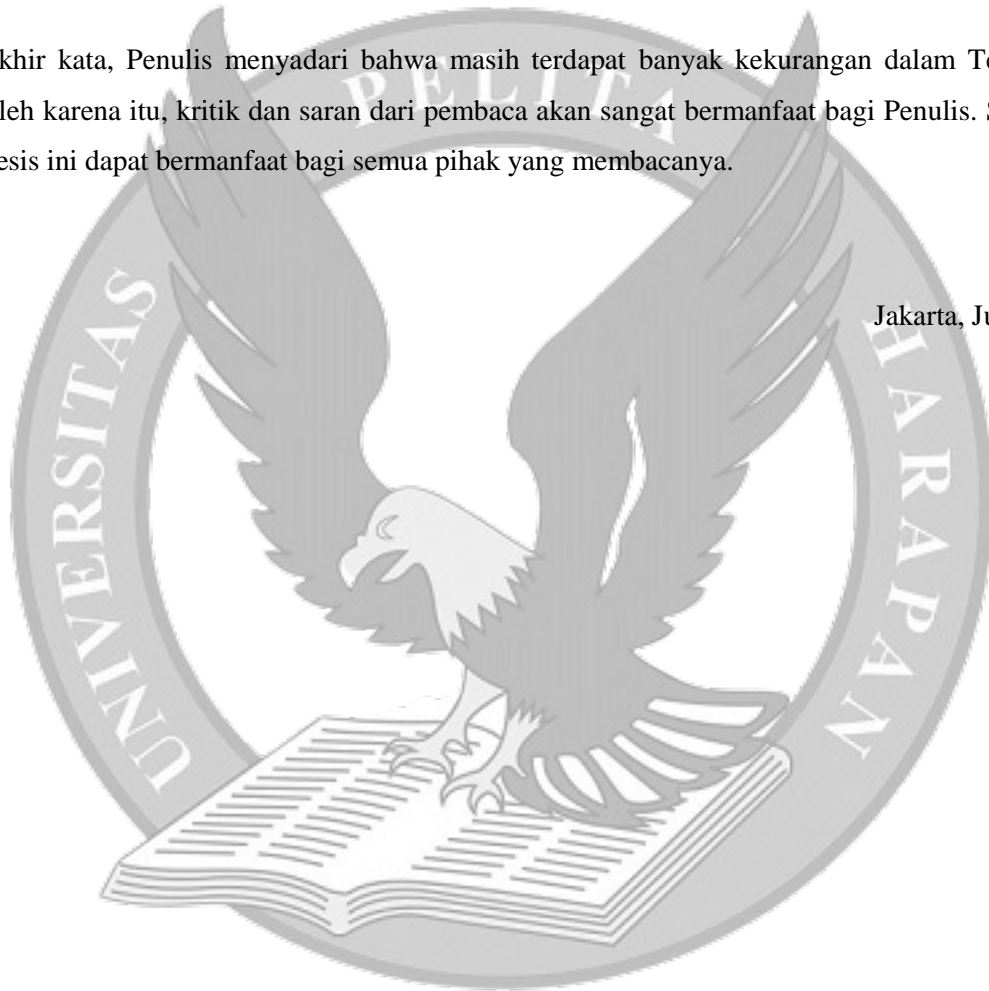 khir kata, Penulis menyadari bahwa masih terdapat banyak kekurangan dalam Te
leh karena itu, kritik dan saran dari pembaca akan sangat bermanfaat bagi Penulis. S
esis ini dapat bermanfaat bagi semua pihak yang membacanya.
Jakarta, Ju
UNIVERSITAS PELITA HARAPAN